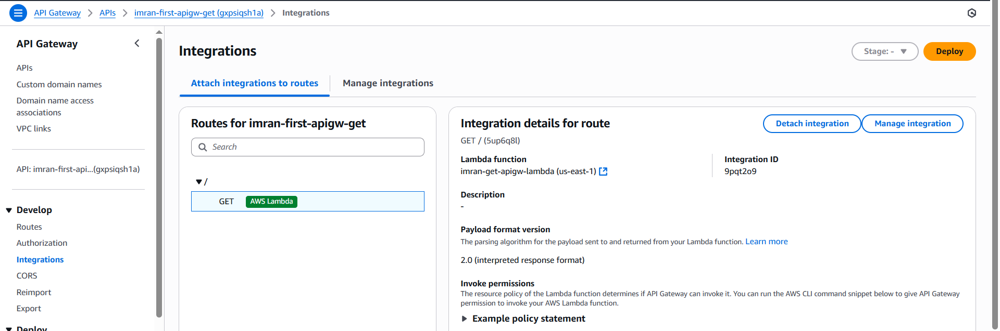 API Gateway > APIs > imran-first-apigw-get (gxpsiqsh1a) > Integrations
API Gateway
APIs
Custom domain names
Domain name access
associations
VPC links
API: imran-first-api...(gxpsiqsh1a)
Develop
Routes
Authorization
Integrations
CORS
Reimport
Export
Deploy
Integrations
Stage: -
Deploy
Attach integrations to routes
Manage integrations
Routes for imran-first-apigw-get
Search
/
GET AWS Lambda
Integration details for route
Detach integration
Manage integration
GET / (5up6q8l)
Lambda function
imran-get-apigw-lambda (us-east-1)
Integration ID
9pqt2o9
Description
-
Payload format version
The parsing algorithm for the payload sent to and returned from your Lambda function. Learn more
2.0 (interpreted response format)
Invoke permissions
The resource policy of the Lambda function determines if API Gateway can invoke it. You can run the AWS CLI command snippet below to give API Gateway
permission to invoke your AWS Lambda function.
Example policy statement